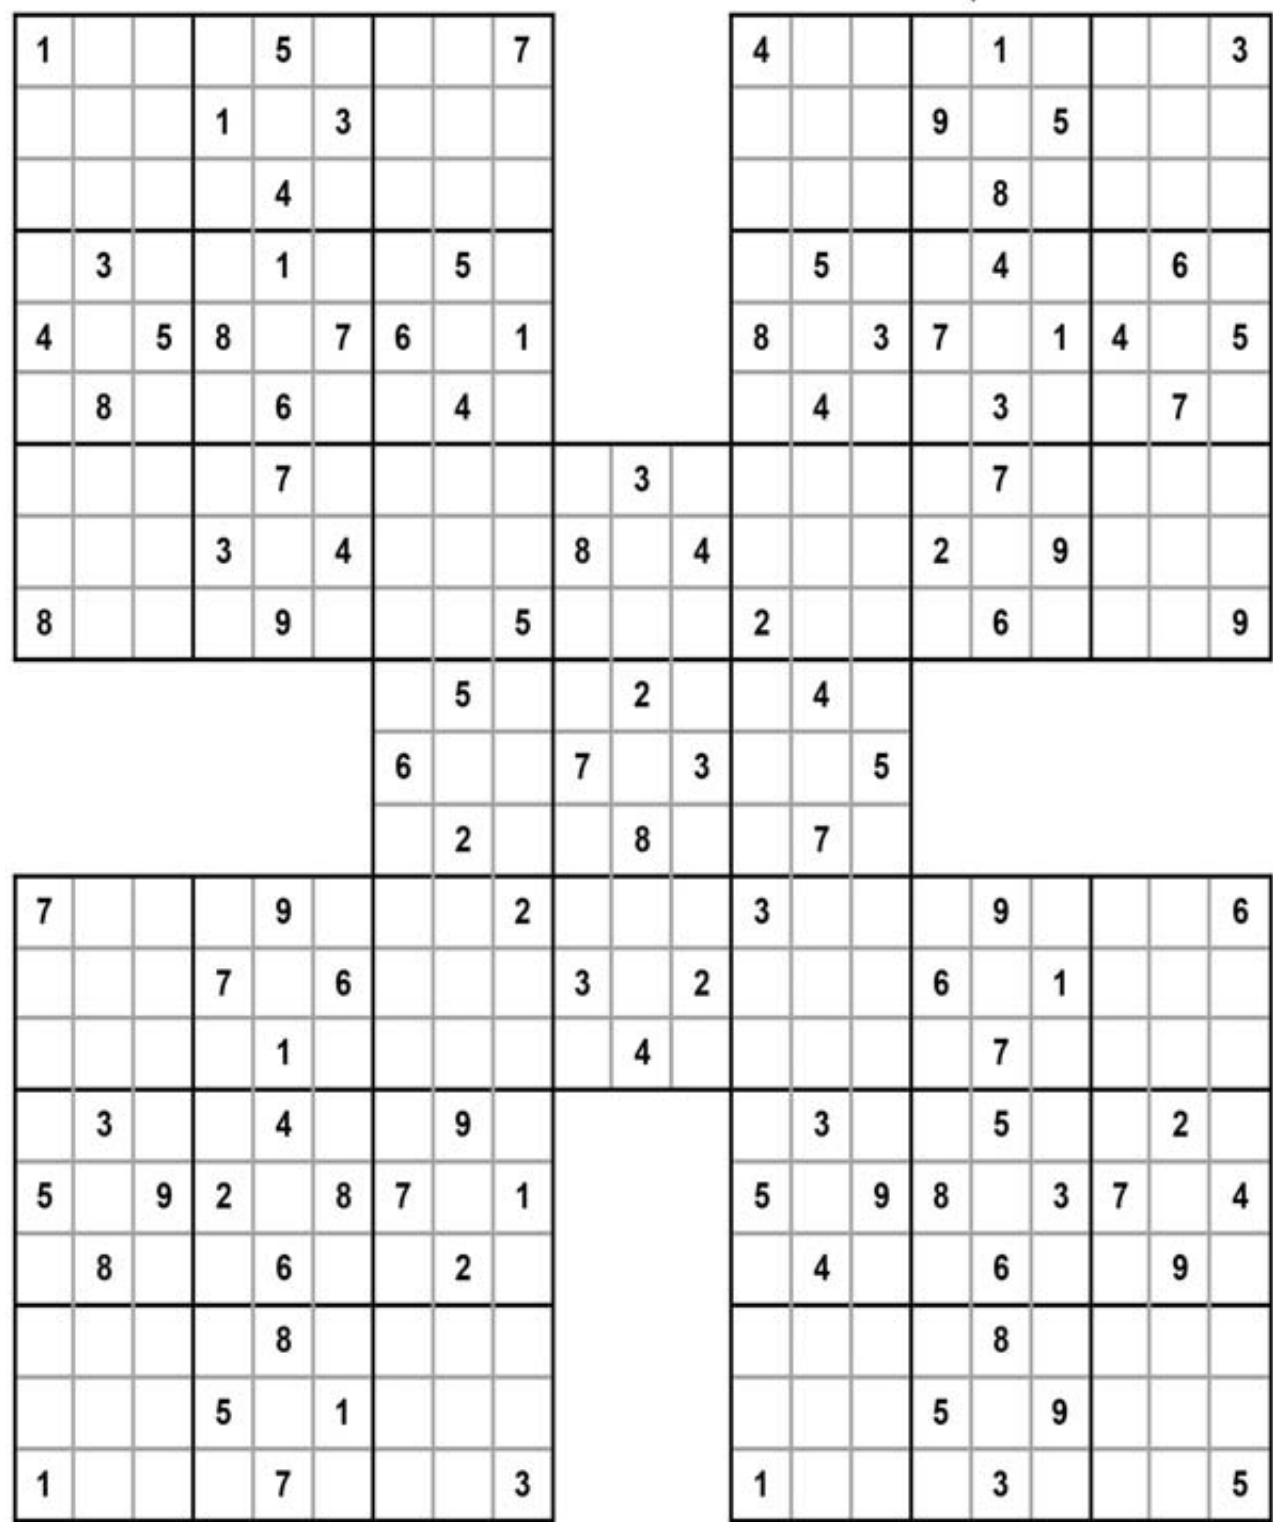 1 5 7 4 1 3
1 3 9 5
4 8
3 1 5 5 4 6
4 5 8 7 6 1 8 3 7 1 4 5
8 6 4 4 3 7
7 3 7
3 4 8 4 2 9
8 9 5 2 6 9
5 2 4
6 7 3 5
2 8 7
7 9 2 3 9 6
7 6 3 2 6 1
1 4 7
3 4 9 3 5 2
5 9 2 8 7 1 5 9 8 3 7 4
8 6 2 4 6 9
8 8
5 1 5 9
1 7 3 1 3 5